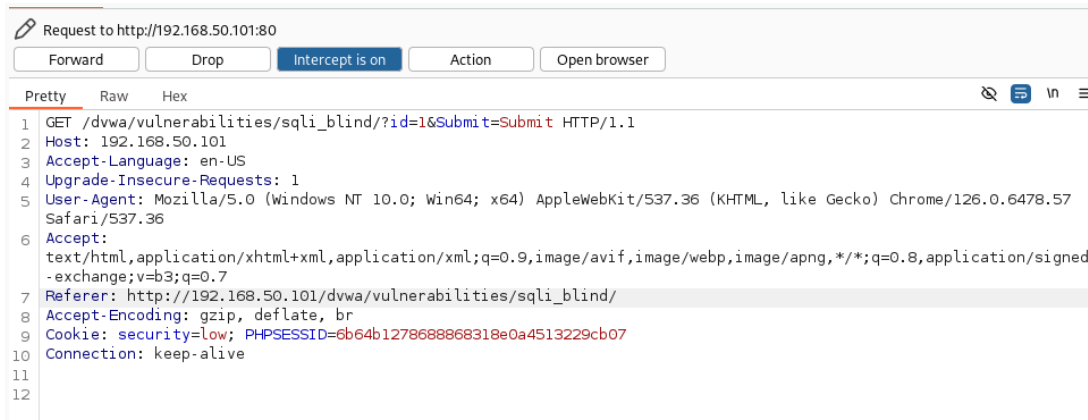 Request to http://192.168.50.101:80
Forward Drop Intercept is on Action Open browser
Pretty Raw Hex \n
1 GET /dvwa/vulnerabilities/sqli_blind/?id=1&Submit=Submit HTTP/1.1
2 Host: 192.168.50.101
3 Accept-Language: en-US
4 Upgrade-Insecure-Requests: 1
5 User-Agent: Mozilla/5.0 (Windows NT 10.0; Win64; x64) AppleWebKit/537.36 (KHTML, like Gecko) Chrome/126.0.6478.57
Safari/537.36
6 Accept:
text/html,application/xhtml+xml,application/xml;q=0.9,image/avif,image/webp,image/apng,*/*;q=0.8,application/signed
-exchange;v=b3;q=0.7
7 Referer: http://192.168.50.101/dvwa/vulnerabilities/sqli_blind/
8 Accept-Encoding: gzip, deflate, br
9 Cookie: security=low; PHPSESSID=6b64b1278688868318e0a4513229cb07
10 Connection: keep-alive
11
12